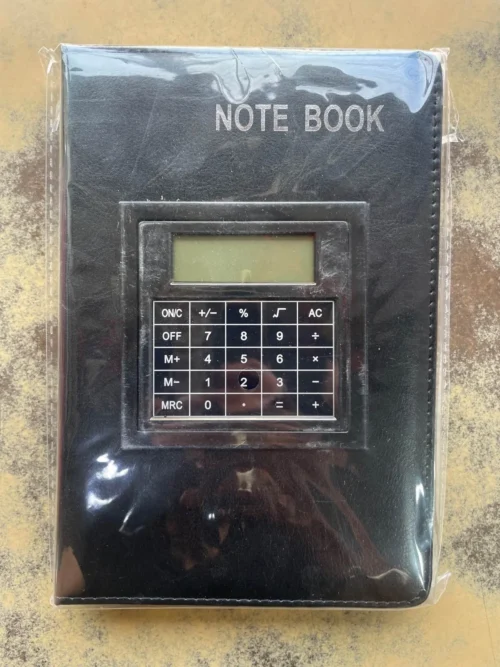 NOTE BOOK
ON/C +/− % √ AC
OFF 7 8 9 ÷
M+ 4 5 6 ×
M− 1 2 3 −
MRC 0 · = +